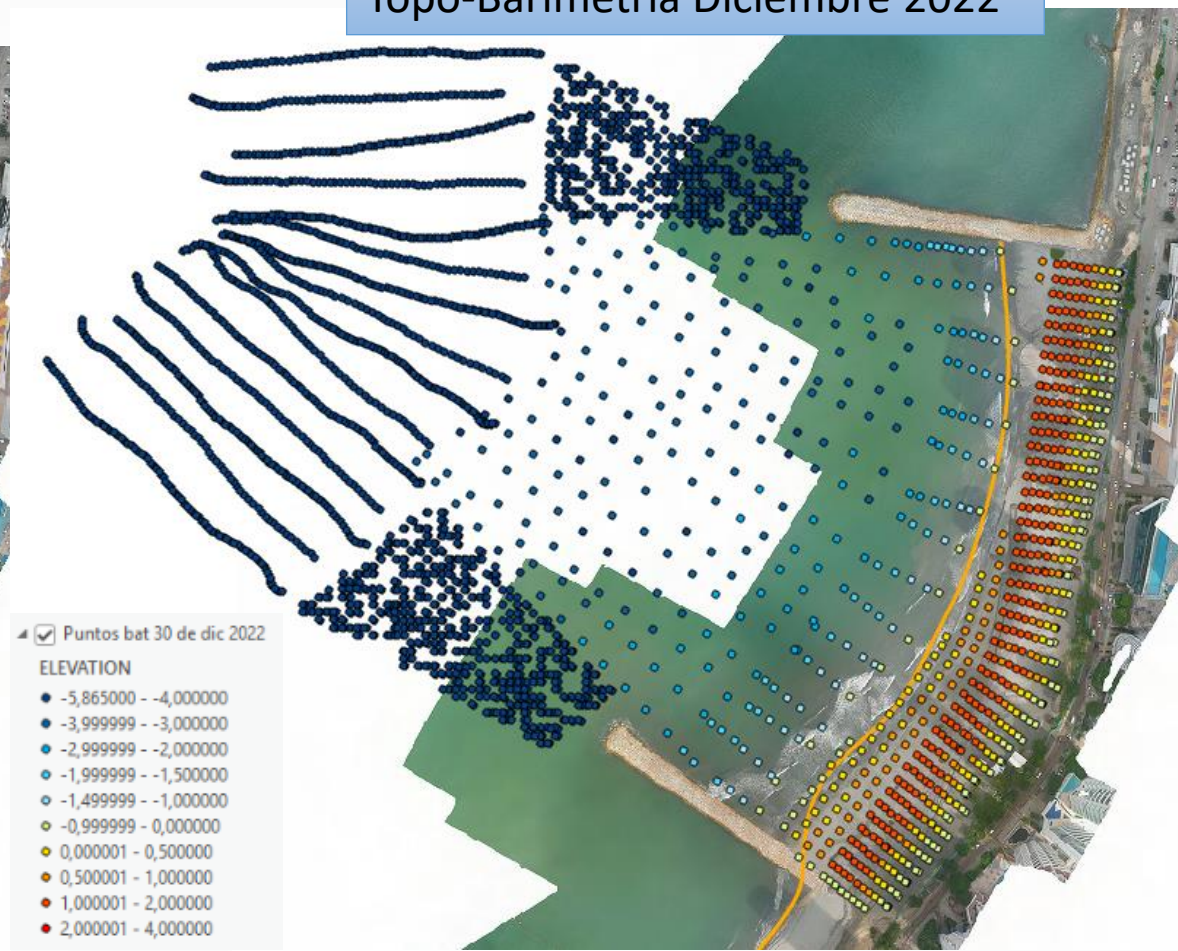 Topo-Batimetría Diciembre 2022
Puntos bat 30 de dic 2022
ELEVATION
-5,865000 - -4,000000
-3,999999 - -3,000000
-2,999999 - -2,000000
-1,999999 - -1,500000
-1,499999 - -1,000000
-0,999999 - 0,000000
0,000001 - 0,500000
0,500001 - 1,000000
1,000001 - 2,000000
2,000001 - 4,000000